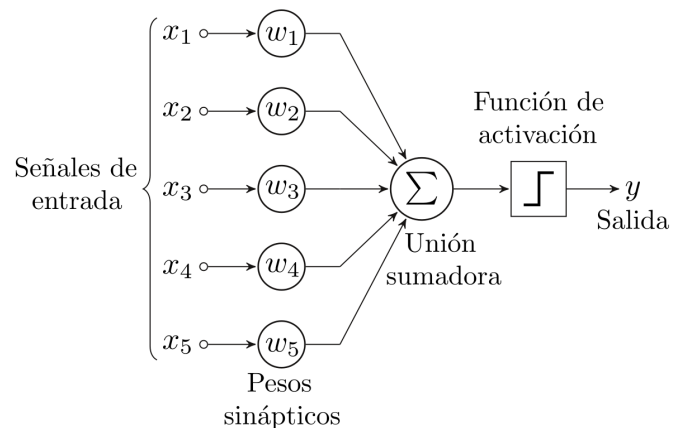 x₁ w₁
x₂ w₂
Función de
activación
Señales de
entrada
x₃ w₃ Σ y
Salida
Unión
sumadora
x₄ w₄
x₅ w₅
Pesos
sinápticos